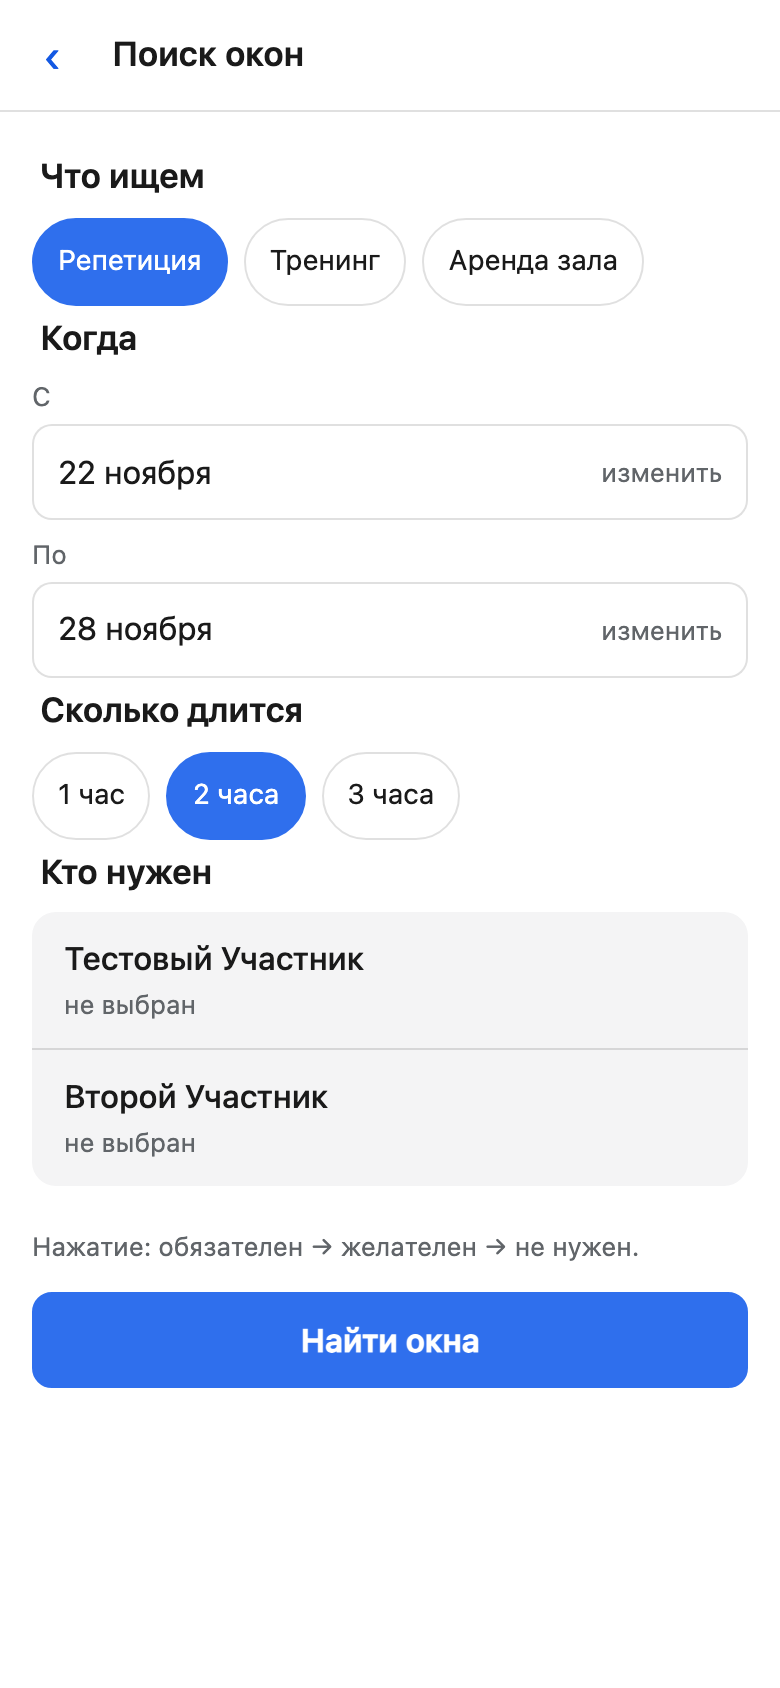 ‹ Поиск окон
Что ищем
Репетиция Тренинг Аренда зала
Когда
С
22 ноября изменить
По
28 ноября изменить
Сколько длится
1 час 2 часа 3 часа
Кто нужен
Тестовый Участник
не выбран
Второй Участник
не выбран
Нажатие: обязателен → желателен → не нужен.
Найти окна